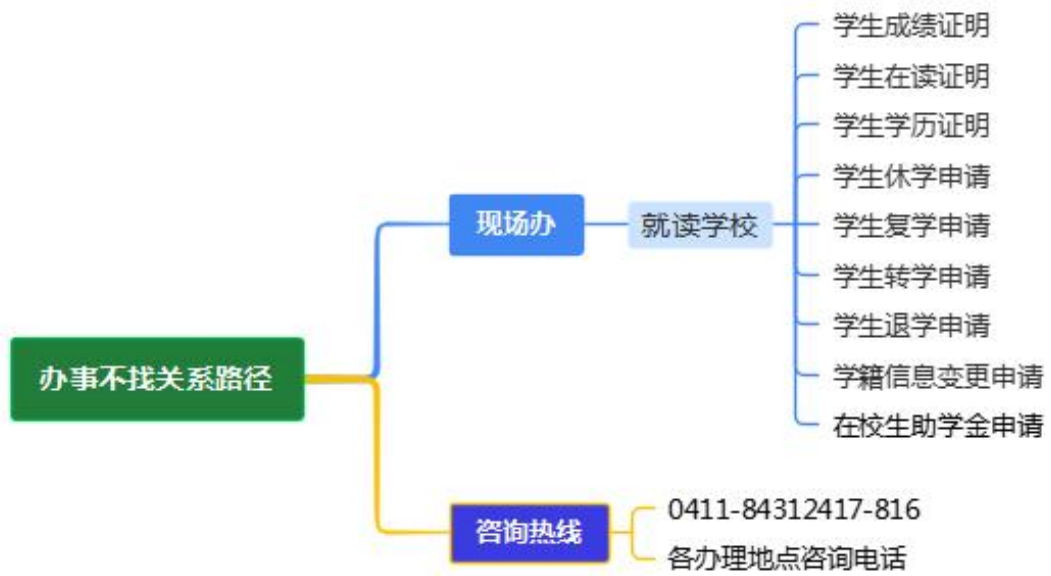 办事不找关系路径
现场办
就读学校
学生成绩证明
学生在读证明
学生学历证明
学生休学申请
学生复学申请
学生转学申请
学生退学申请
学籍信息变更申请
在校生助学金申请
咨询热线
0411-84312417-816
各办理地点咨询电话